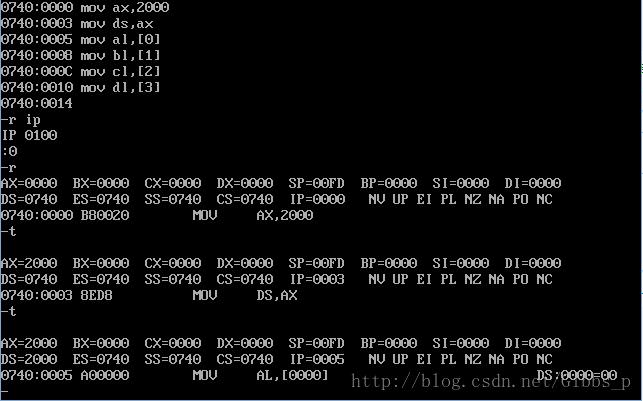 0740:0000 mov ax,2000
0740:0003 mov ds,ax
0740:0005 mov al,[0]
0740:0008 mov bl,[1]
0740:000C mov cl,[2]
0740:0010 mov dl,[3]
0740:0014
-r ip
IP 0100
:0
-r
AX=0000  BX=0000  CX=0000  DX=0000  SP=00FD  BP=0000  SI=0000  DI=0000
DS=0740  ES=0740  SS=0740  CS=0740  IP=0000   NV UP EI PL NZ NA PO NC
0740:0000 B80020        MOV     AX,2000
-t
AX=2000  BX=0000  CX=0000  DX=0000  SP=00FD  BP=0000  SI=0000  DI=0000
DS=0740  ES=0740  SS=0740  CS=0740  IP=0003   NV UP EI PL NZ NA PO NC
0740:0003 8ED8          MOV     DS,AX
-t
AX=2000  BX=0000  CX=0000  DX=0000  SP=00FD  BP=0000  SI=0000  DI=0000
DS=2000  ES=0740  SS=0740  CS=0740  IP=0005   NV UP EI PL NZ NA PO NC
0740:0005 A00000        MOV     AL,[0000]                          DS:0000=00
http://blog.csdn.net/Gibbs_p
-